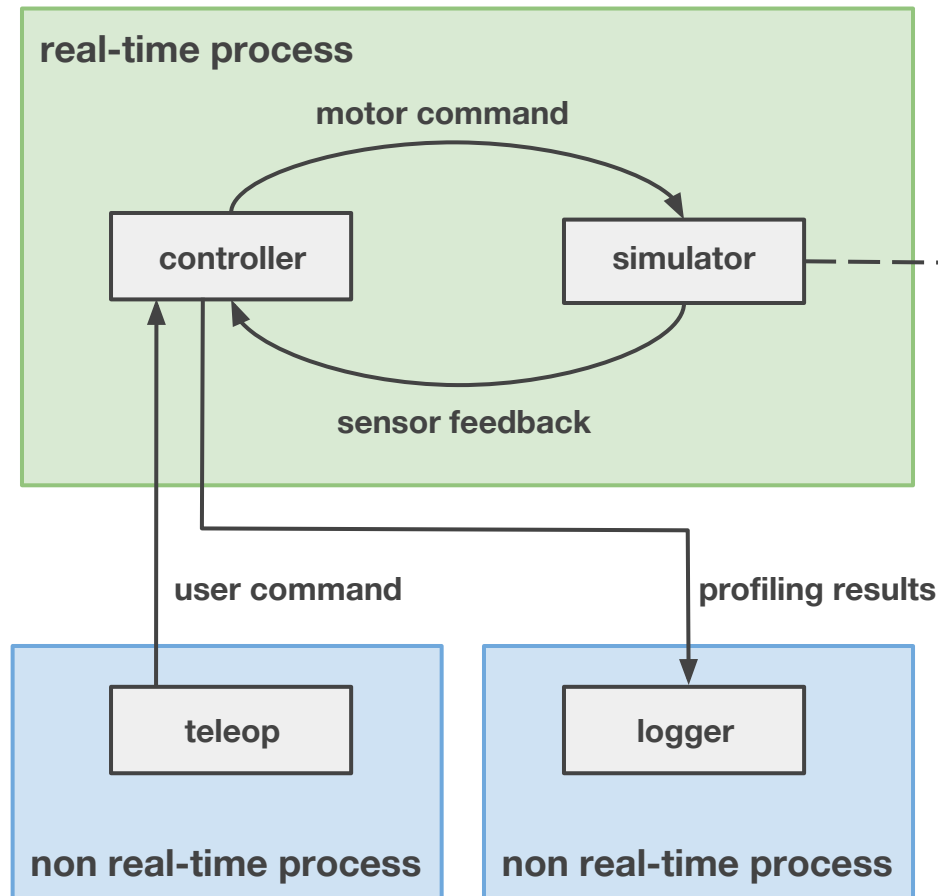 real-time process
motor command
controller
simulator
sensor feedback
user command
profiling results
teleop
logger
non real-time process
non real-time process